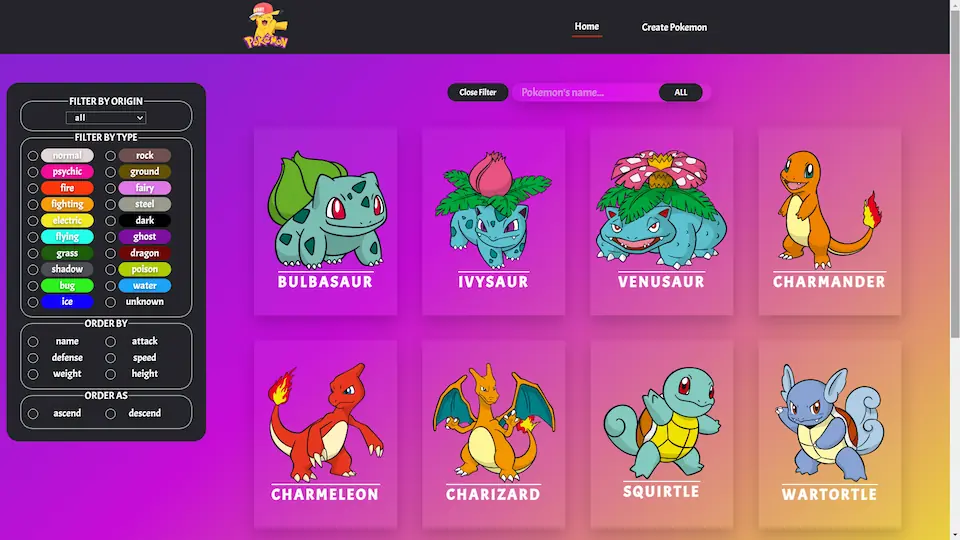 Pokémon
Home
Create Pokemon
Close Filter
Pokemon's name...
ALL
FILTER BY ORIGIN
all
FILTER BY TYPE
normal rock
psychic ground
fire fairy
fighting steel
electric dark
flying ghost
grass dragon
shadow poison
bug water
ice unknown
ORDER BY
name attack
defense speed
weight height
ORDER AS
ascend descend
BULBASAUR
IVYSAUR
VENUSAUR
CHARMANDER
CHARMELEON
CHARIZARD
SQUIRTLE
WARTORTLE